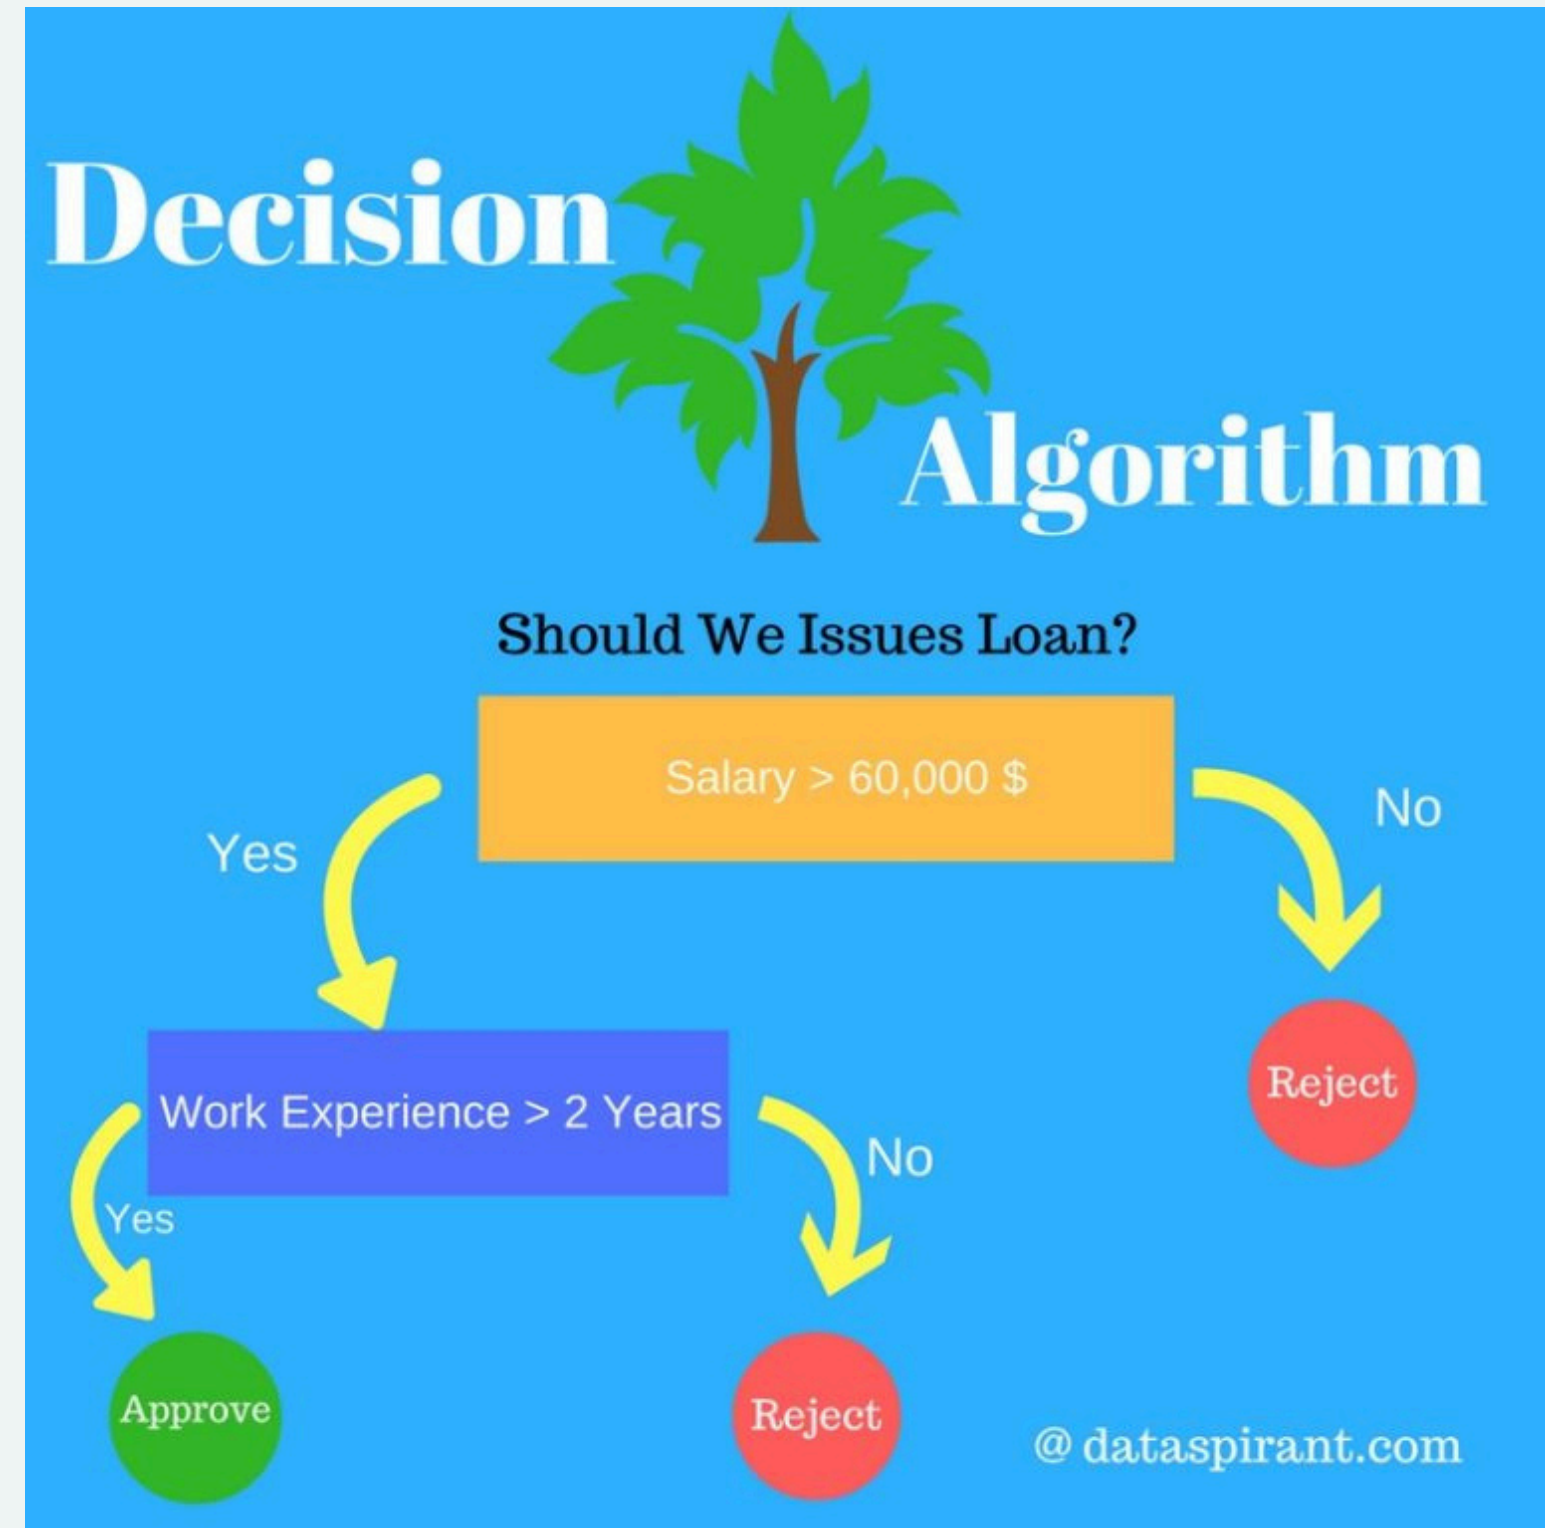 Decision
Algorithm
Should We Issues Loan?
Salary > 60,000 $
Yes
No
Work Experience > 2 Years
Reject
Yes
No
Approve
Reject
@ dataspirant.com